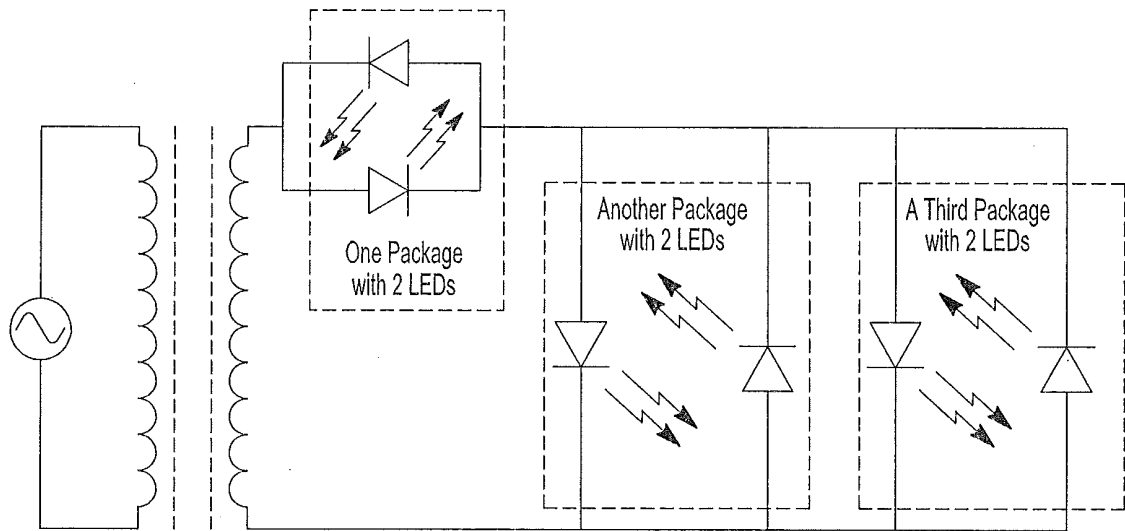 One Package
with 2 LEDs
Another Package
with 2 LEDs
A Third Package
with 2 LEDs